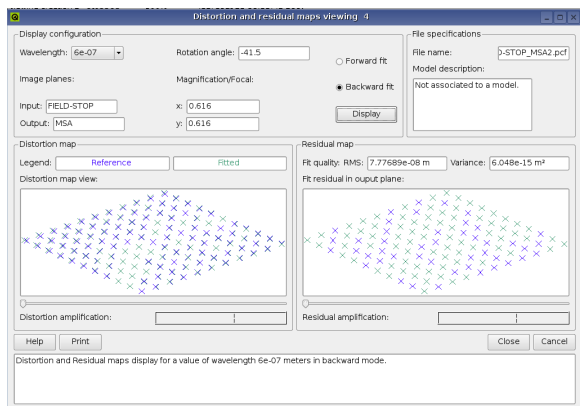 Distortion and residual maps viewing 4
Display configuration
Wavelength: 6e-07
Rotation angle: -41.5
Forward fit
Image planes:
Magnification/Focal:
Backward fit
Input: FIELD-STOP
x: 0.616
Display
Output: MSA
y: 0.616
File specifications
File name: D-STOP_MSA2.pcf
Model description:
Not associated to a model.
Distortion map
Legend: Reference Fitted
Distortion map view:
Distortion amplification:
Residual map
Fit quality: RMS: 7.77689e-08 m Variance: 6.048e-15 m²
Fit residual in ouput plane:
Residual amplification:
Help Print Close Cancel
Distortion and Residual maps display for a value of wavelength 6e-07 meters in backward mode.